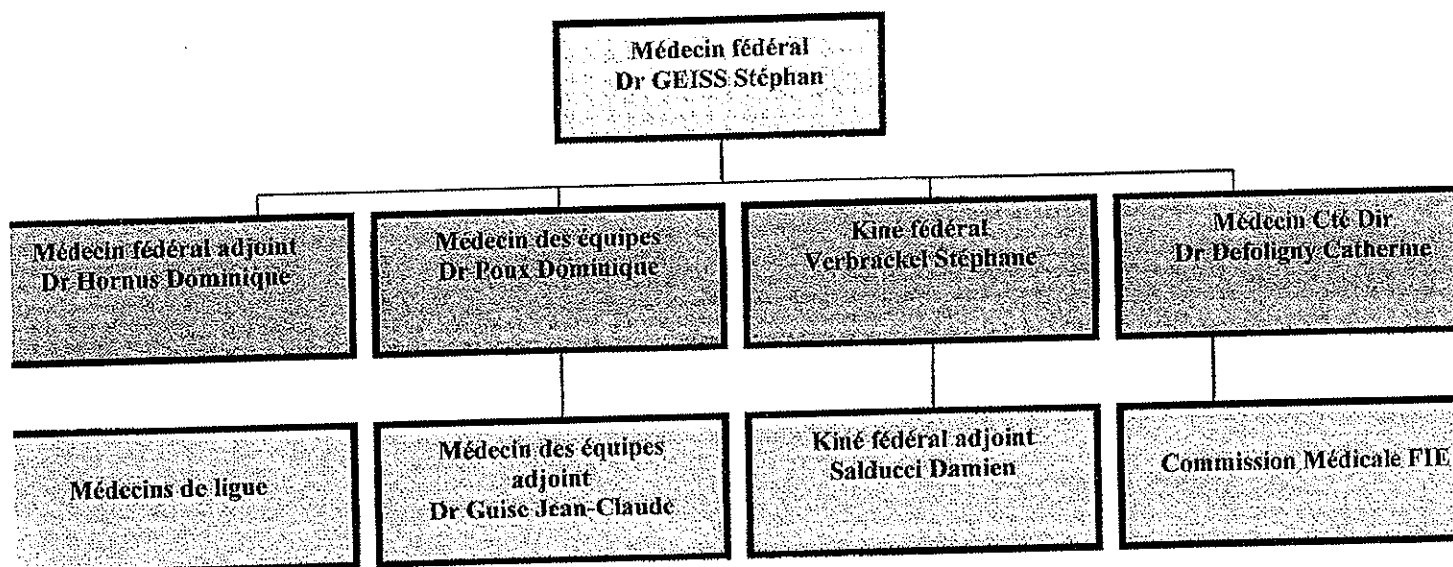 Médecin fédéral
Dr GEISS Stéphan
Médecin fédéral adjoint
Dr Hornus Dominique
Médecin des équipes
Dr Poux Dominique
Kiné fédéral
Verbrackel Stéphane
Médecin Cté Dir
Dr Defoligny Catherine
Médecins de ligue
Médecin des équipes
adjoint
Dr Guise Jean-Claude
Kiné fédéral adjoint
Salducci Damien
Commission Médicale FIE